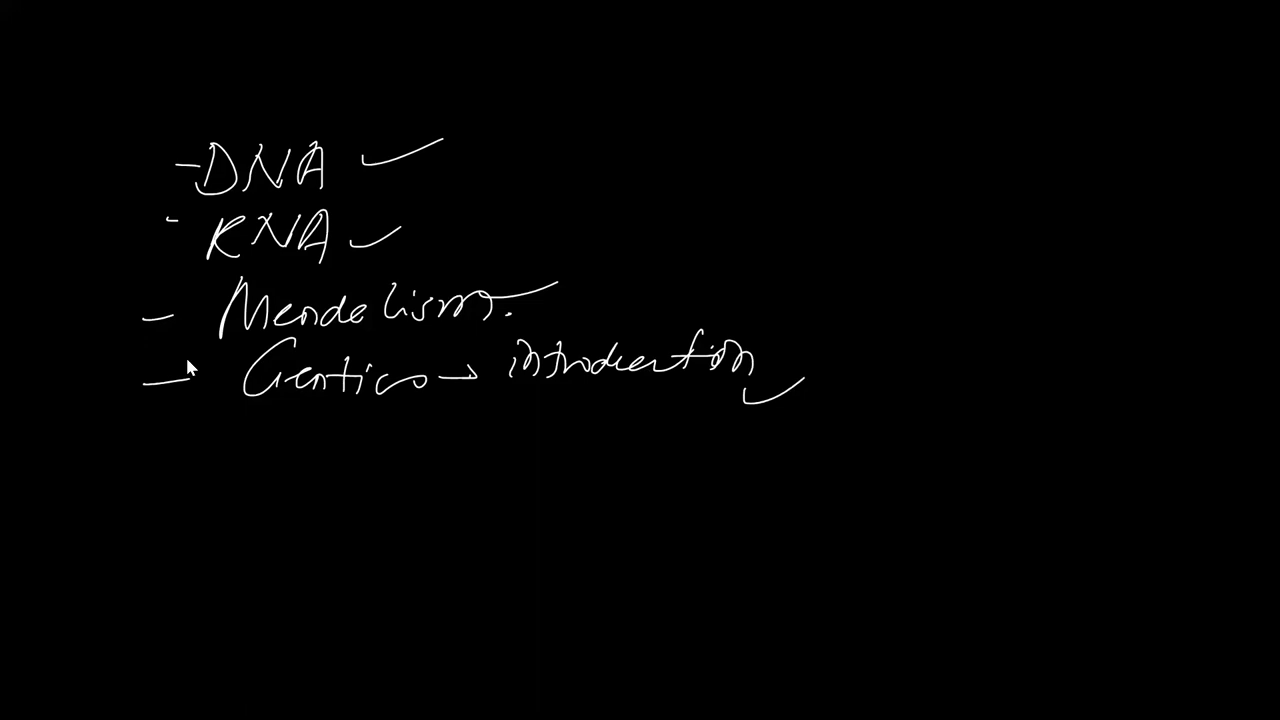 - DNA ✓
- RNA ✓
- Mendelism. ✓
- Gentics → introduction ✓